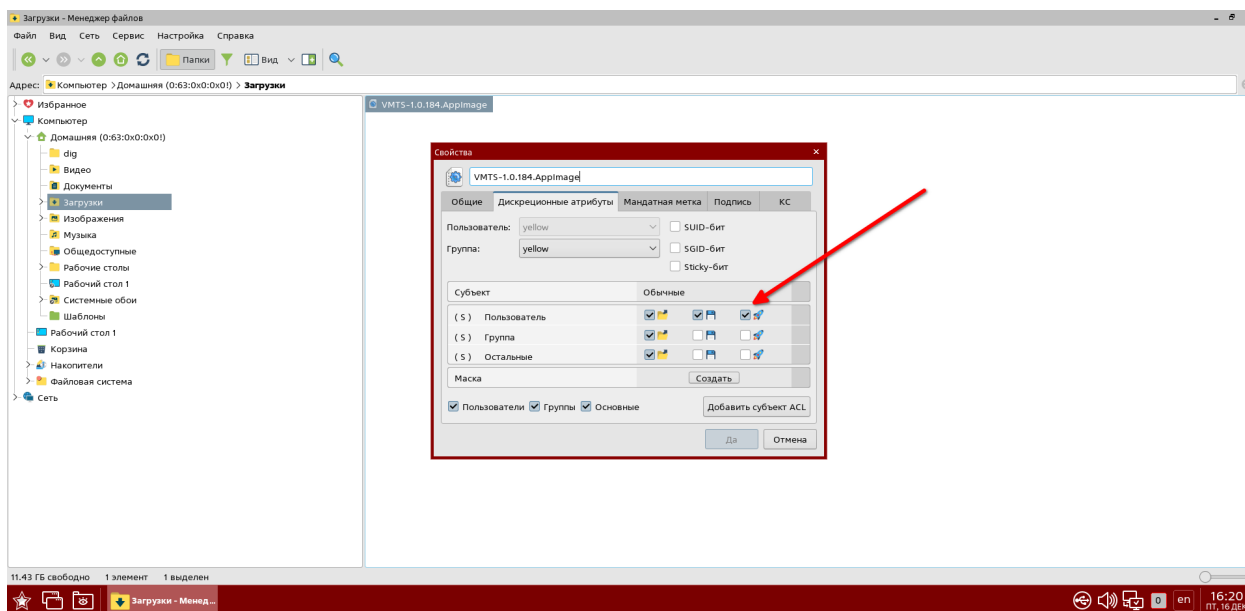 Загрузки - Менеджер файлов
Файл Вид Сеть Сервис Настройка Справка
Папки Вид
Адрес: Компьютер > Домашняя (0:63:0x0:0x0!) > Загрузки
Избранное
Компьютер
Домашняя (0:63:0x0:0x0!)
dig
Видео
Документы
Загрузки
Изображения
Музыка
Общедоступные
Рабочие столы
Рабочий стол 1
Системные обои
Шаблоны
Рабочий стол 1
Корзина
Накопители
Файловая система
Сеть
VMTS-1.0.184.AppImage
Свойства
VMTS-1.0.184.AppImage
Общие Дискреционные атрибуты Мандатная метка Подпись КС
Пользователь: yellow SUID-бит
Группа: yellow SGID-бит
Sticky-бит
Субъект Обычные
(S) Пользователь
(S) Группа
(S) Остальные
Маска Создать
Пользователи Группы Основные Добавить субъект ACL
Да Отмена
11.43 ГБ свободно 1 элемент 1 выделен
Загрузки - Менед... 0 en 16:20
ПТ, 16 ДЕК